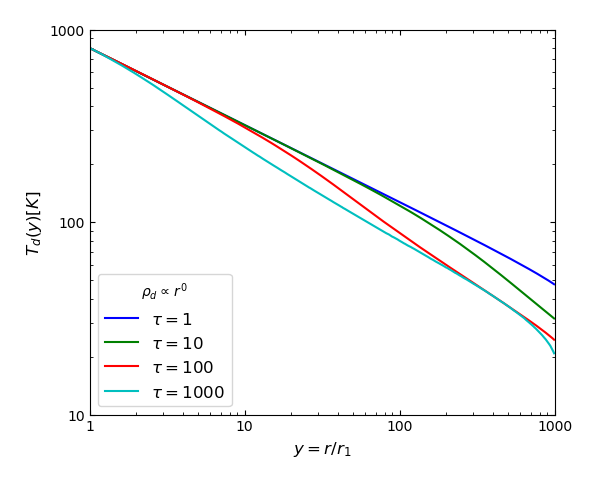 1000
100
10
T_d(y)[K]
ρ_d ∝ r^0
τ = 1
τ = 10
τ = 100
τ = 1000
1 10 100 1000
y = r/r_1